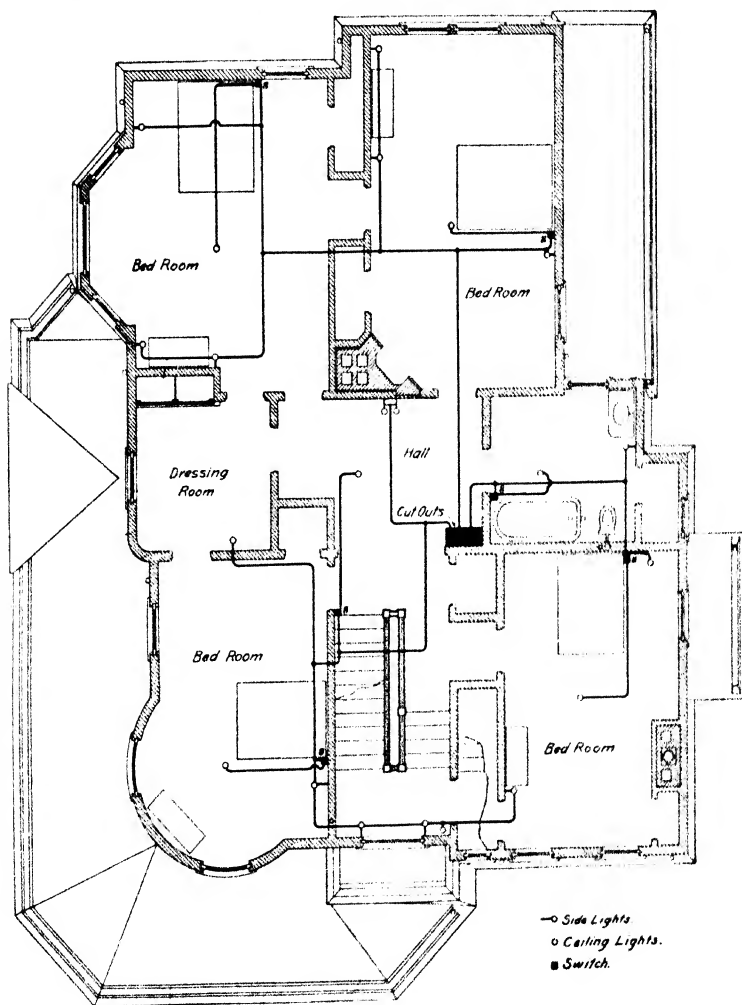 Bed Room
Bed Room
Hall
Dressing
Room
Cut Outs
Bed Room
Bed Room
Side Lights.
Ceiling Lights.
Switch.